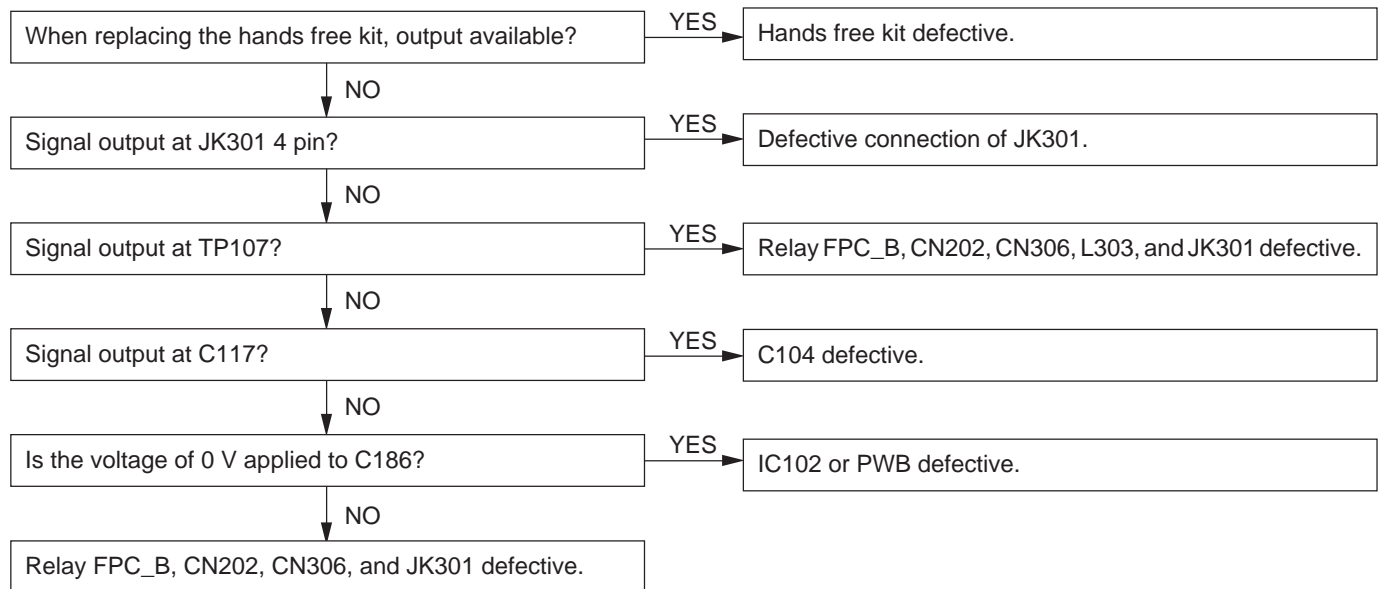 When replacing the hands free kit, output available?
YES
Hands free kit defective.
NO
Signal output at JK301 4 pin?
YES
Defective connection of JK301.
NO
Signal output at TP107?
YES
Relay FPC_B, CN202, CN306, L303, and JK301 defective.
NO
Signal output at C117?
YES
C104 defective.
NO
Is the voltage of 0 V applied to C186?
YES
IC102 or PWB defective.
NO
Relay FPC_B, CN202, CN306, and JK301 defective.